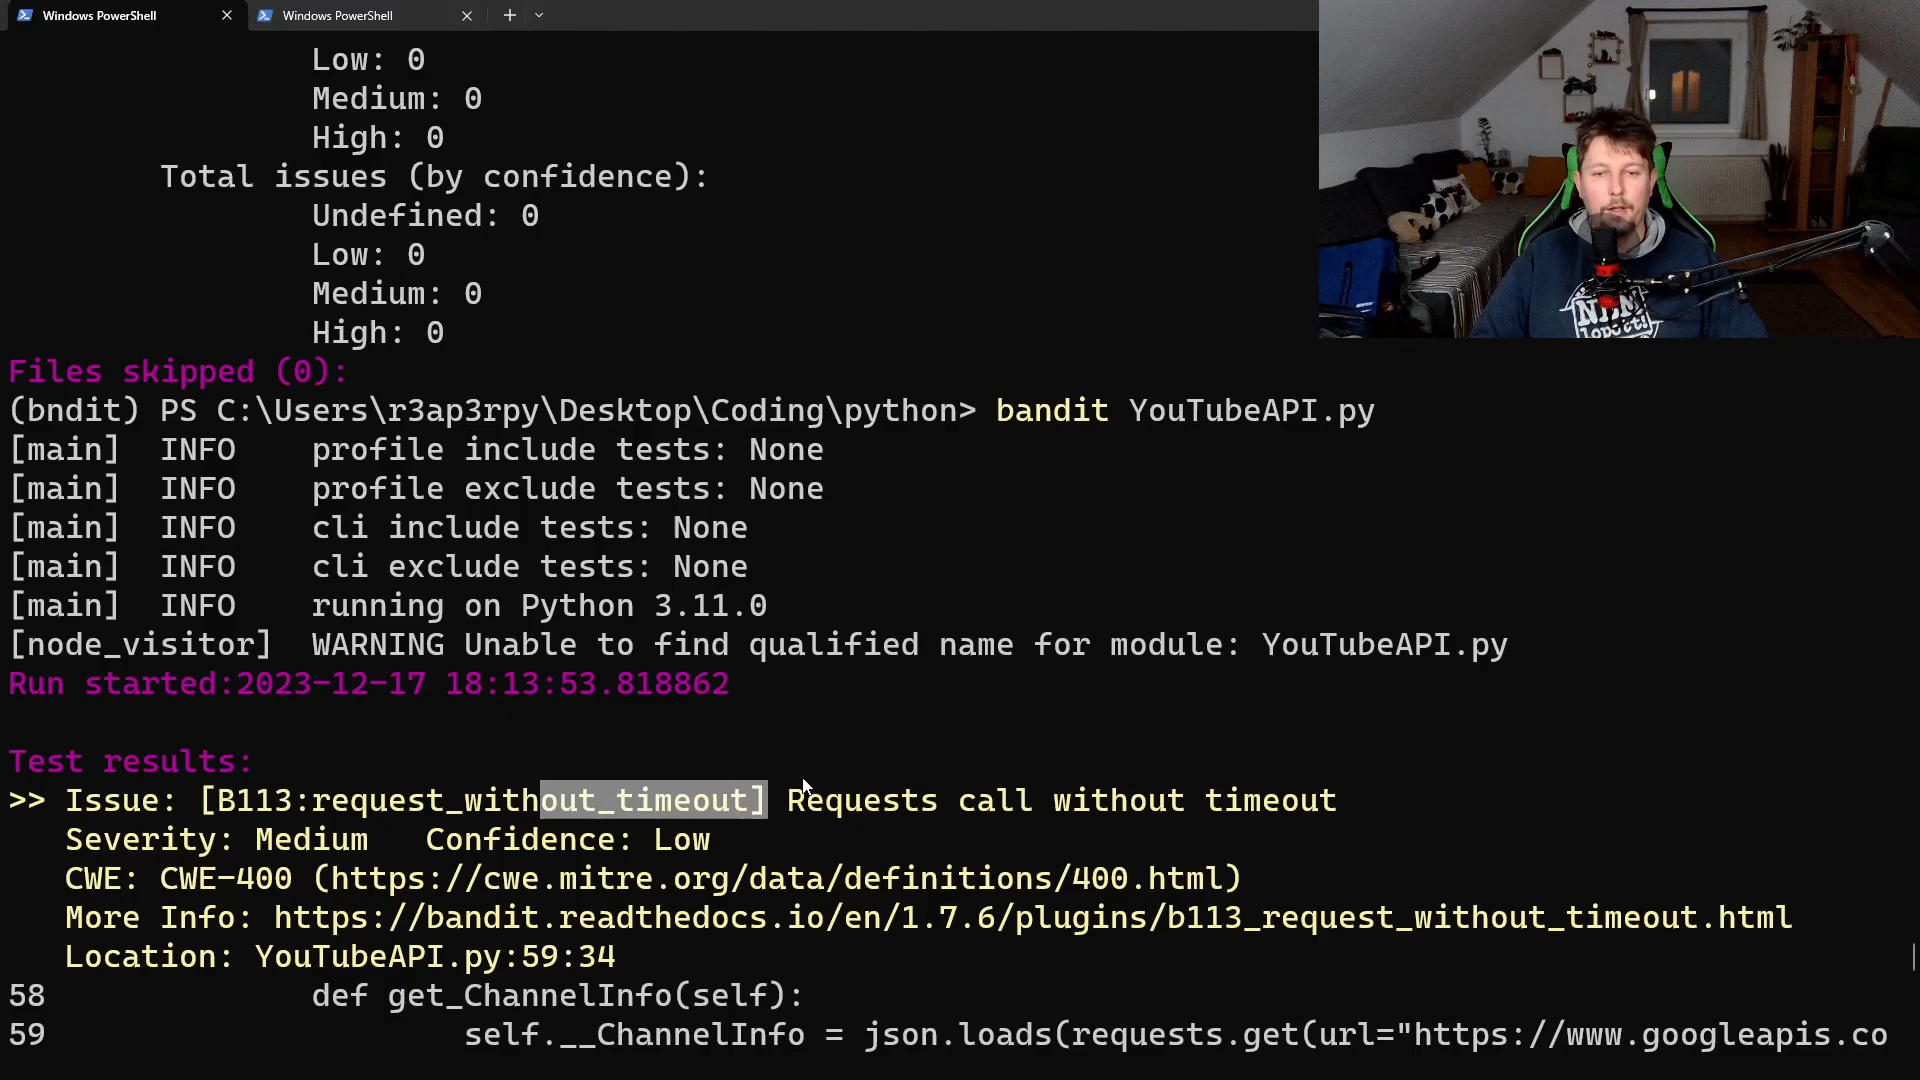 Windows PowerShell
Windows PowerShell
Low: 0
Medium: 0
High: 0
Total issues (by confidence):
Undefined: 0
Low: 0
Medium: 0
High: 0
Files skipped (0):
(bndit) PS C:\Users\r3ap3rpy\Desktop\Coding\python> bandit YouTubeAPI.py
[main]  INFO    profile include tests: None
[main]  INFO    profile exclude tests: None
[main]  INFO    cli include tests: None
[main]  INFO    cli exclude tests: None
[main]  INFO    running on Python 3.11.0
[node_visitor]  WARNING Unable to find qualified name for module: YouTubeAPI.py
Run started:2023-12-17 18:13:53.818862
Test results:
>> Issue: [B113:request_without_timeout] Requests call without timeout
Severity: Medium   Confidence: Low
CWE: CWE-400 (https://cwe.mitre.org/data/definitions/400.html)
More Info: https://bandit.readthedocs.io/en/1.7.6/plugins/b113_request_without_timeout.html
Location: YouTubeAPI.py:59:34
58              def get_ChannelInfo(self):
59                      self.__ChannelInfo = json.loads(requests.get(url="https://www.googleapis.co